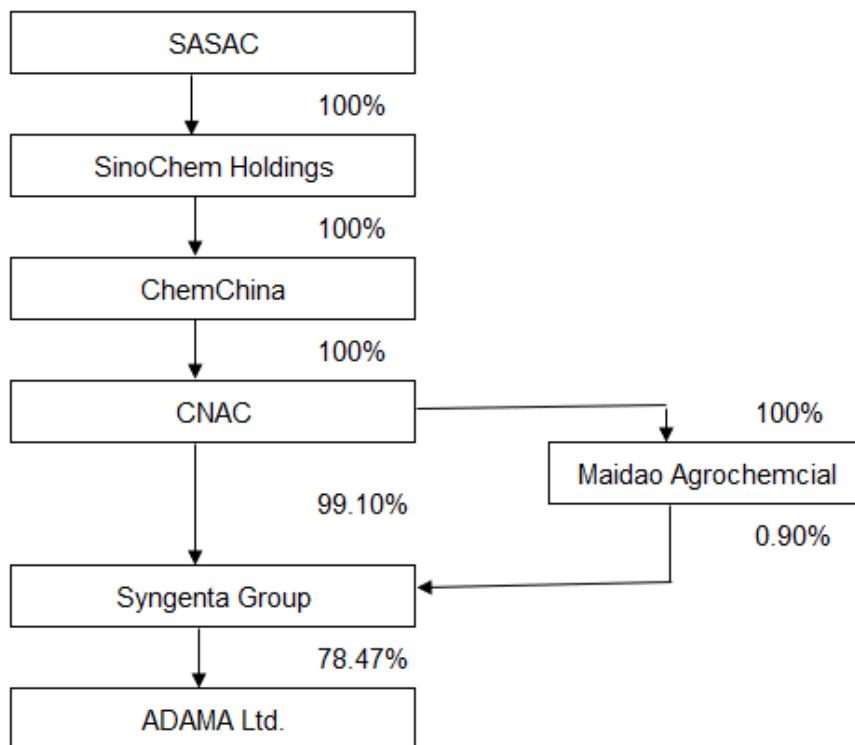 SASAC
100%
SinoChem Holdings
100%
ChemChina
100%
CNAC
100%
Maidao Agrochemcial
99.10%
0.90%
Syngenta Group
78.47%
ADAMA Ltd.